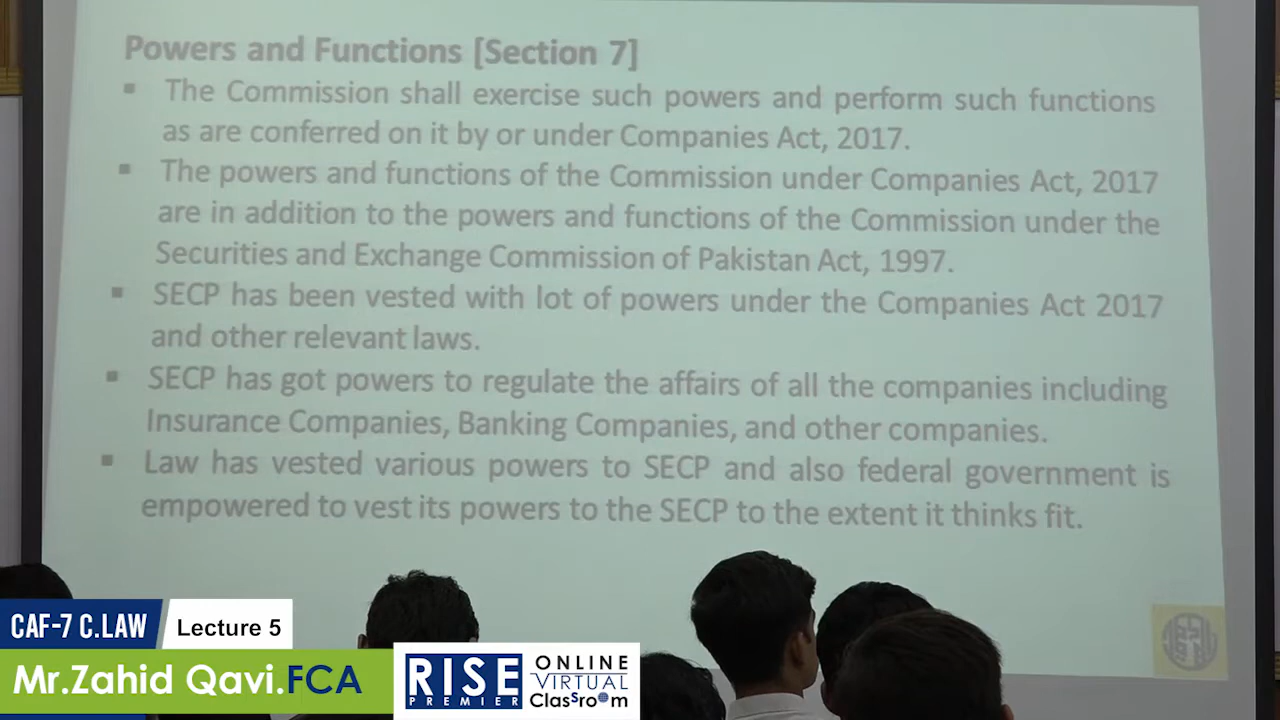 Powers and Functions [Section 7]
▪ The Commission shall exercise such powers and perform such functions
as are conferred on it by or under Companies Act, 2017.
▪ The powers and functions of the Commission under Companies Act, 2017
are in addition to the powers and functions of the Commission under the
Securities and Exchange Commission of Pakistan Act, 1997.
▪ SECP has been vested with lot of powers under the Companies Act 2017
and other relevant laws.
▪ SECP has got powers to regulate the affairs of all the companies including
Insurance Companies, Banking Companies, and other companies.
▪ Law has vested various powers to SECP and also federal government is
empowered to vest its powers to the SECP to the extent it thinks fit.
CAF-7 C.LAW
Lecture 5
Mr.Zahid Qavi.FCA
RISE
PREMIER
ONLINE
VIRTUAL
Classroom